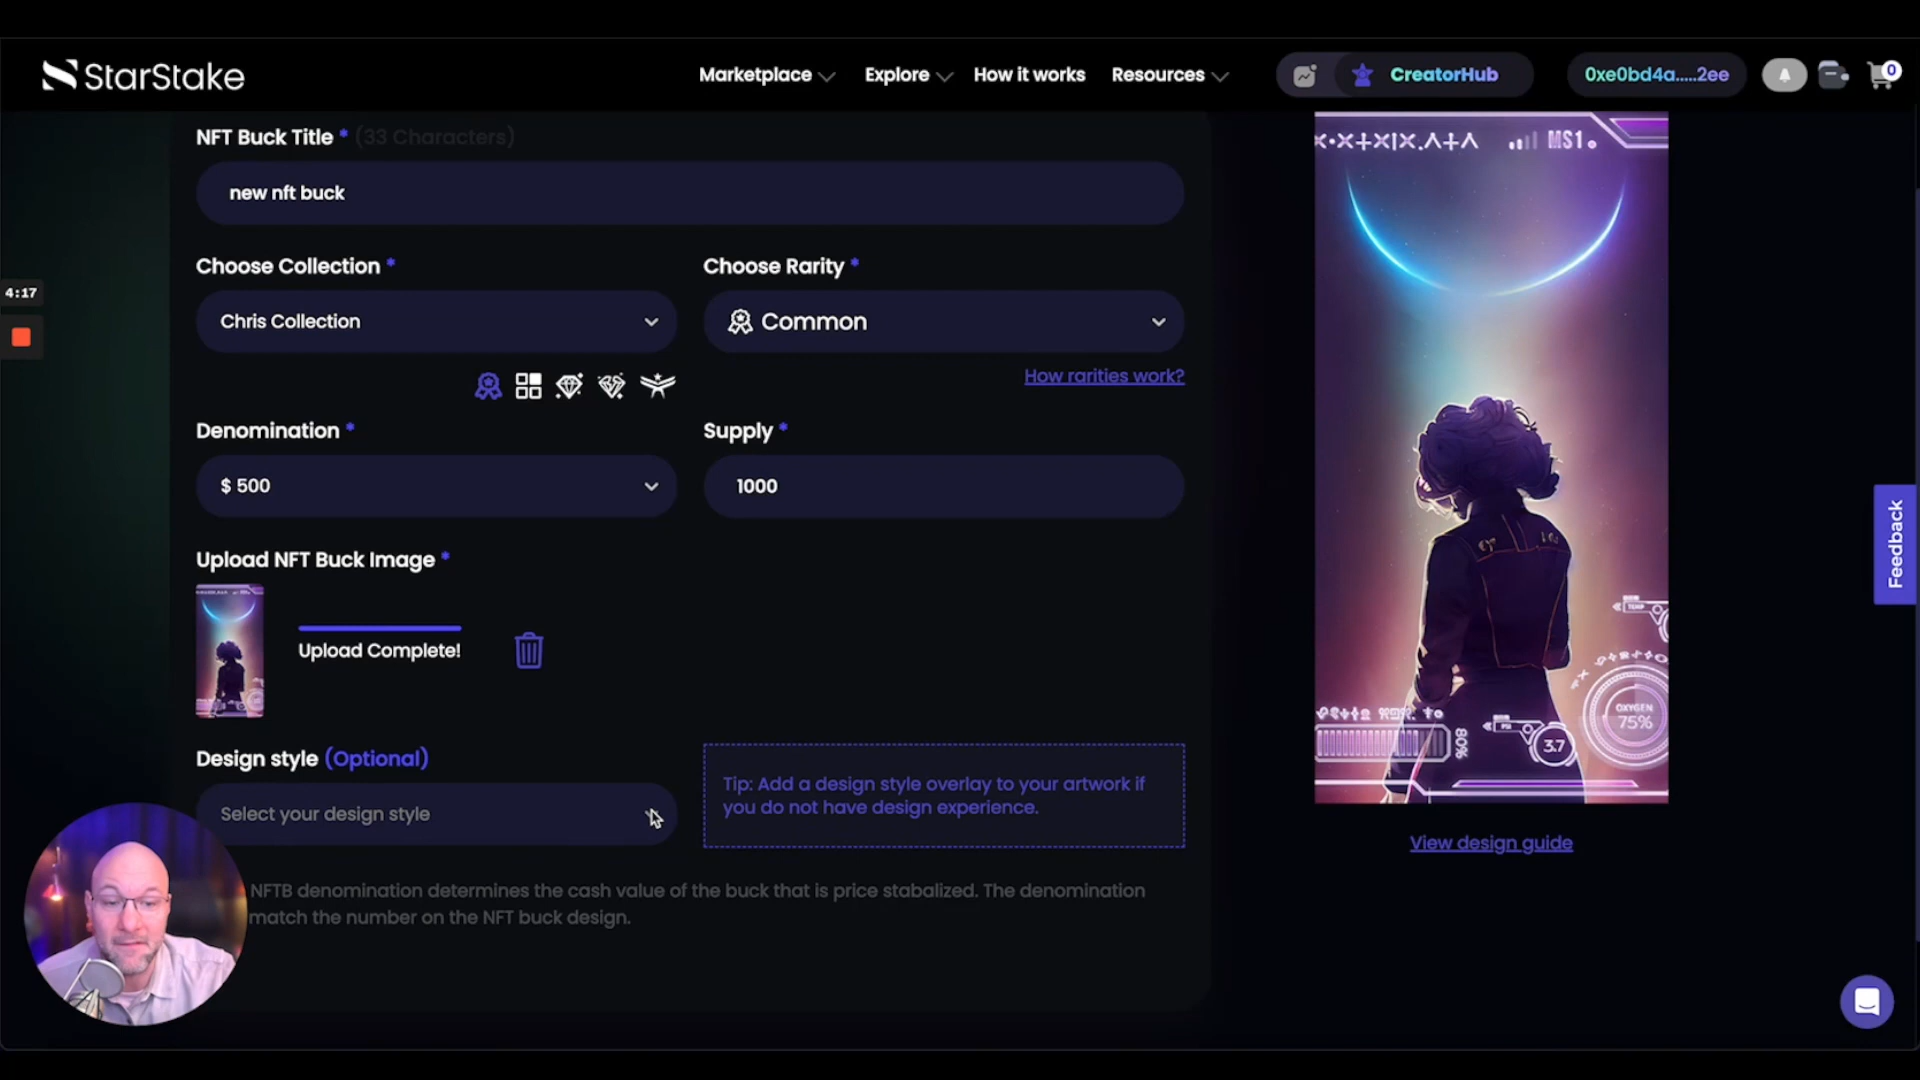 StarStake
Marketplace
Explore
How it works
Resources
CreatorHub
0xe0bd4a.....2ee
0
NFT Buck Title * (33 Characters)
new nft buck
Choose Collection *
Choose Rarity *
4:17
Chris Collection
Common
How rarities work?
Denomination *
Supply *
$ 500
1000
Upload NFT Buck Image *
Upload Complete!
Design style (Optional)
Select your design style
Tip: Add a design style overlay to your artwork if
you do not have design experience.
NFTB denomination determines the cash value of the buck that is price stabalized. The denomination
match the number on the NFT buck design.
MS1
TEMP
OXYGEN
75%
80%
PSI
3.7
View design guide
Feedback